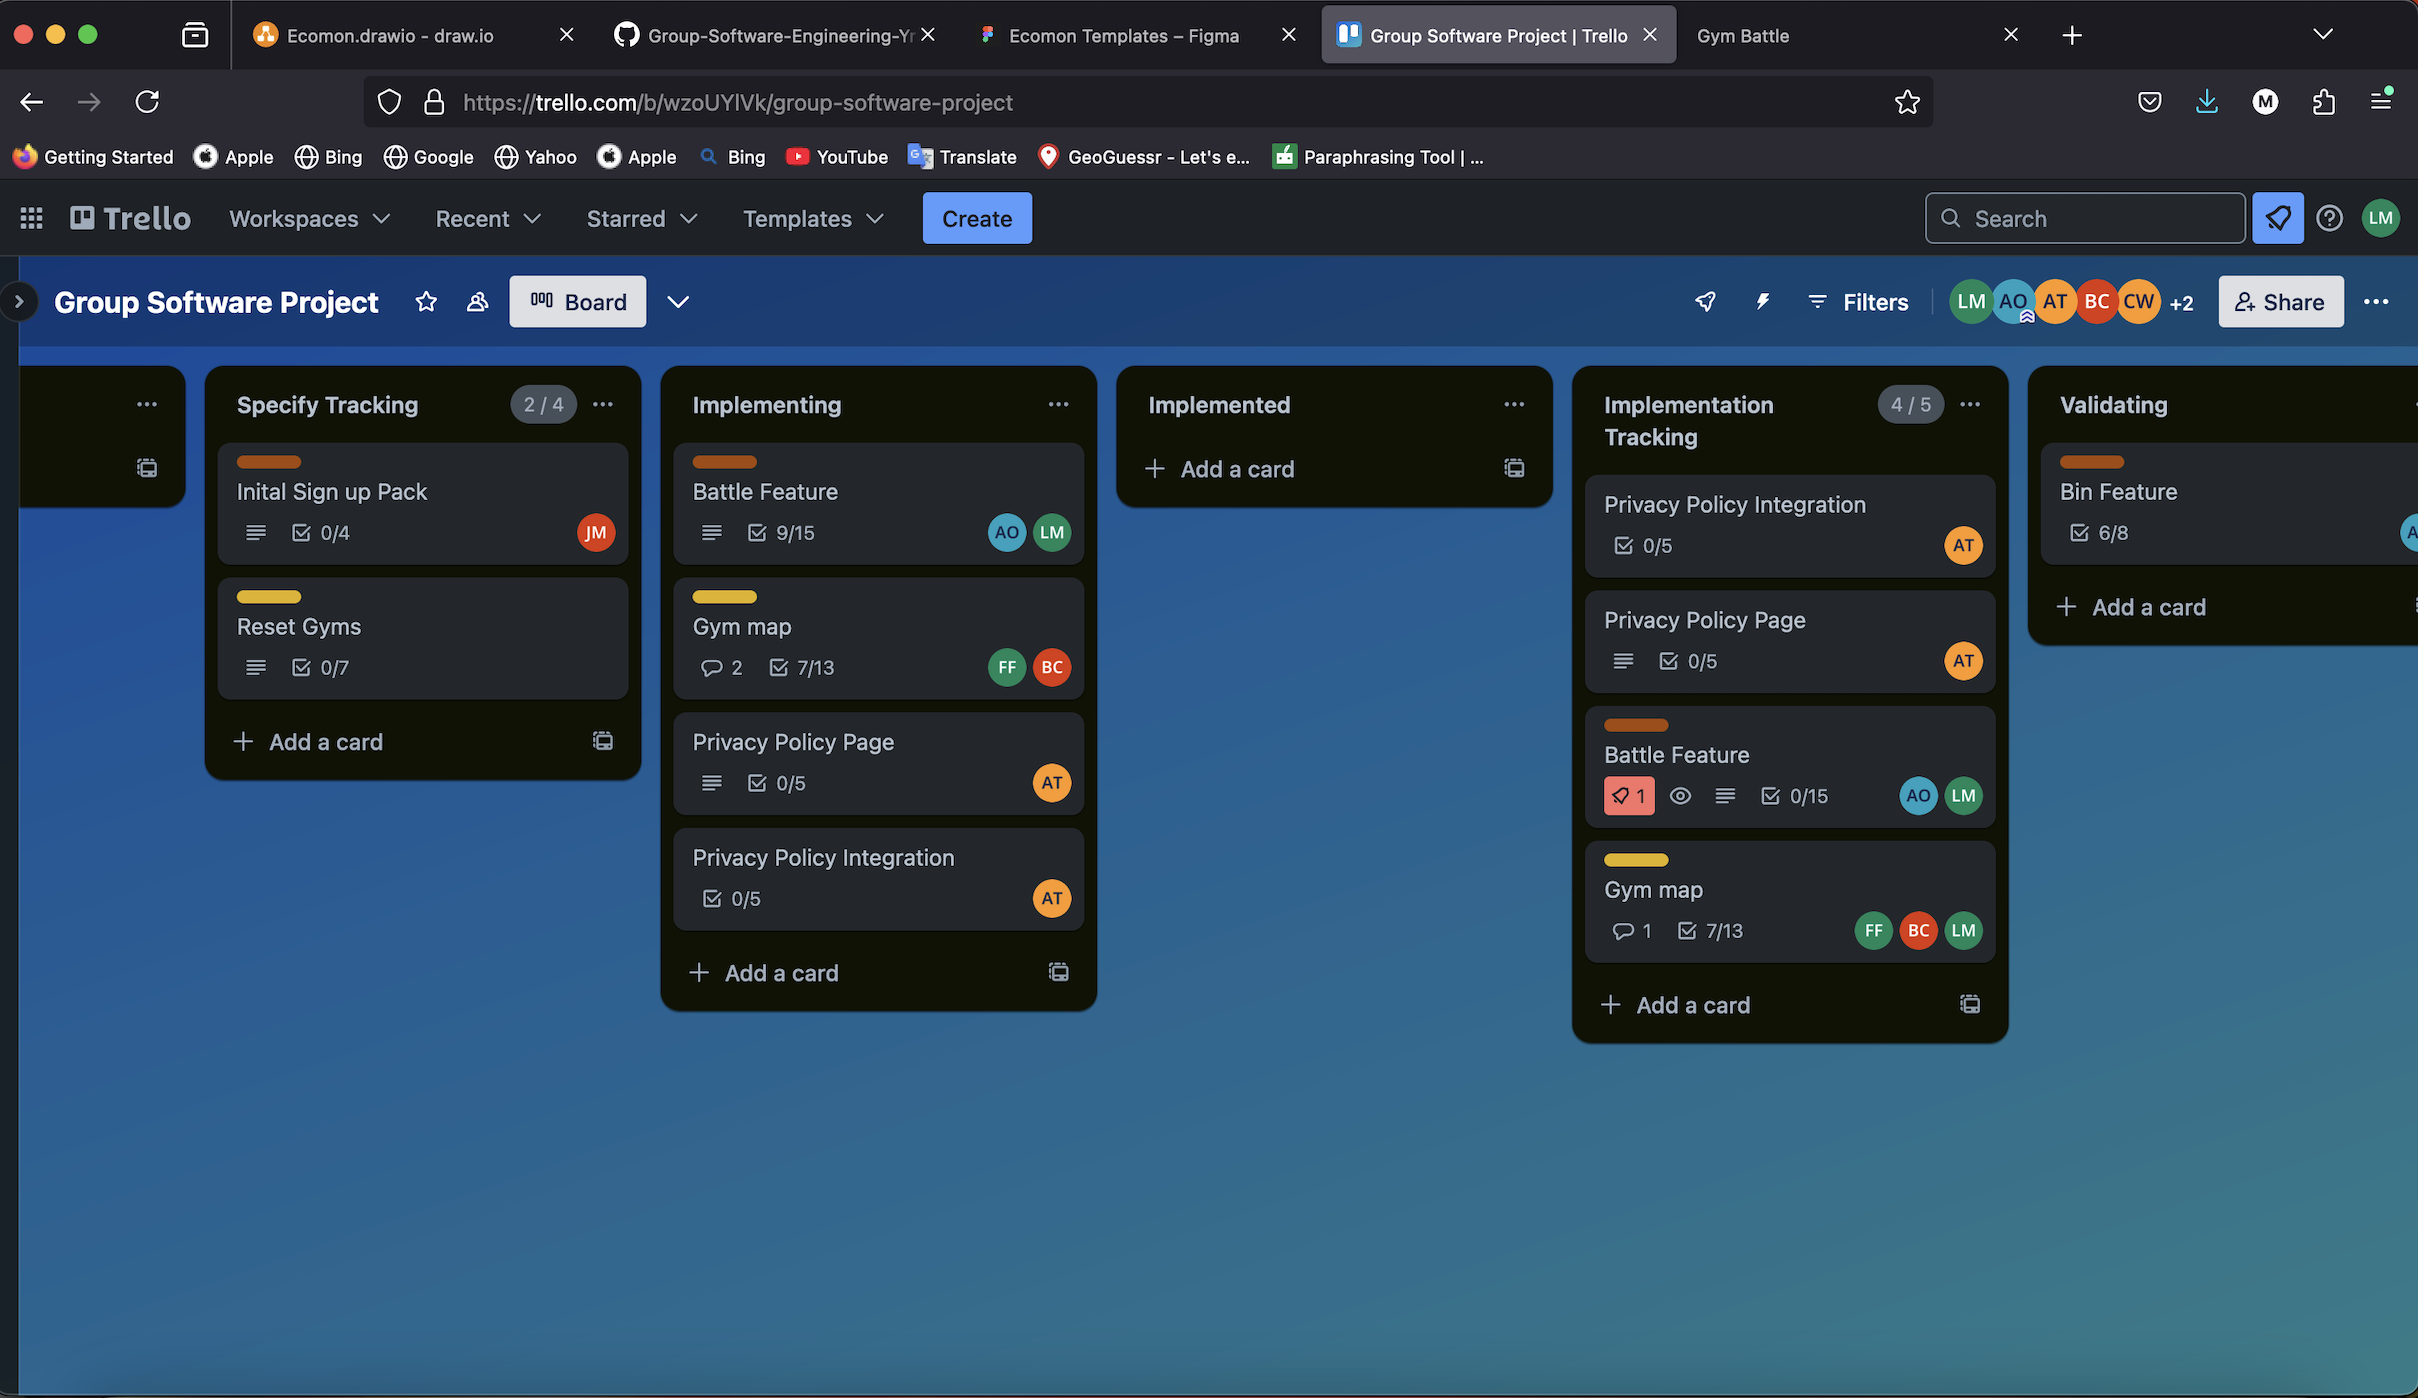 Ecomon.drawio - draw.io
Group-Software-Engineering-Yr
Ecomon Templates – Figma
Group Software Project | Trello
Gym Battle
https://trello.com/b/wzoUYlVk/group-software-project
M
Getting Started
Apple
Bing
Google
Yahoo
Apple
Bing
YouTube
Translate
GeoGuessr - Let's e...
Paraphrasing Tool | ...
Trello
Workspaces
Recent
Starred
Templates
Create
Search
LM
Group Software Project
Board
Filters
LM
AO
AT
BC
CW
+2
Share
Specify Tracking
2 / 4
Inital Sign up Pack
0/4
JM
Reset Gyms
0/7
Add a card
Implementing
Battle Feature
9/15
AO
LM
Gym map
2
7/13
FF
BC
Privacy Policy Page
0/5
AT
Privacy Policy Integration
0/5
AT
Add a card
Implemented
Add a card
Implementation
Tracking
4 / 5
Privacy Policy Integration
0/5
AT
Privacy Policy Page
0/5
AT
Battle Feature
1
0/15
AO
LM
Gym map
1
7/13
FF
BC
LM
Add a card
Validating
Bin Feature
6/8
Add a card